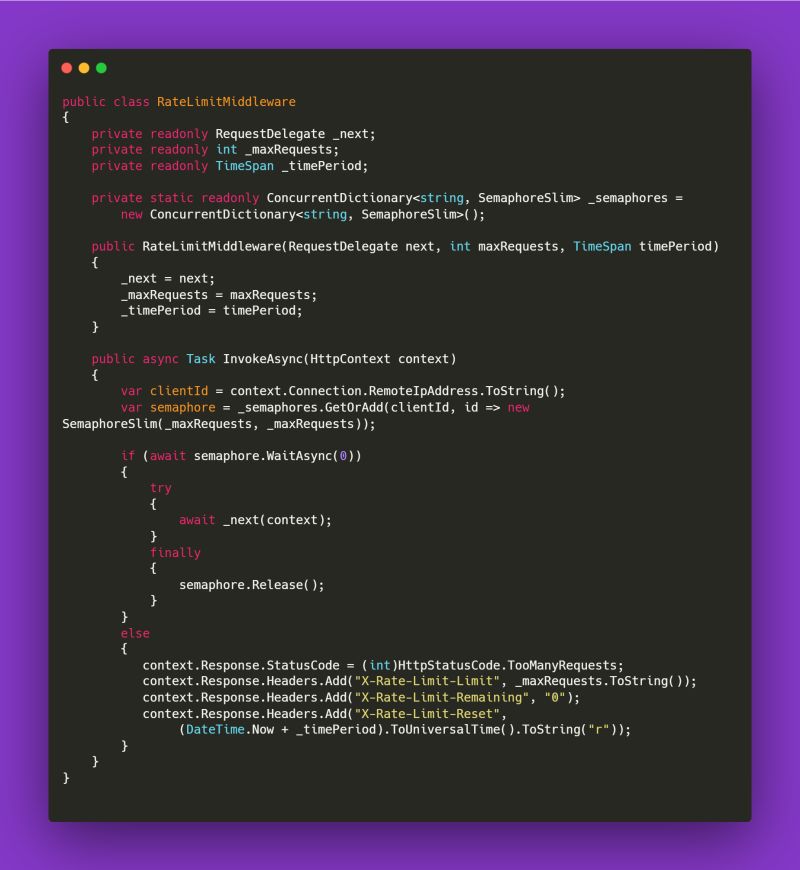 public class RateLimitMiddleware
{
    private readonly RequestDelegate _next;
    private readonly int _maxRequests;
    private readonly TimeSpan _timePeriod;

    private static readonly ConcurrentDictionary<string, SemaphoreSlim> _semaphores =
        new ConcurrentDictionary<string, SemaphoreSlim>();

    public RateLimitMiddleware(RequestDelegate next, int maxRequests, TimeSpan timePeriod)
    {
        _next = next;
        _maxRequests = maxRequests;
        _timePeriod = timePeriod;
    }

    public async Task InvokeAsync(HttpContext context)
    {
        var clientId = context.Connection.RemoteIpAddress.ToString();
        var semaphore = _semaphores.GetOrAdd(clientId, id => new
SemaphoreSlim(_maxRequests, _maxRequests));

        if (await semaphore.WaitAsync(0))
        {
            try
            {
                await _next(context);
            }
            finally
            {
                semaphore.Release();
            }
        }
        else
        {
           context.Response.StatusCode = (int)HttpStatusCode.TooManyRequests;
           context.Response.Headers.Add("X-Rate-Limit-Limit", _maxRequests.ToString());
           context.Response.Headers.Add("X-Rate-Limit-Remaining", "0");
           context.Response.Headers.Add("X-Rate-Limit-Reset",
                (DateTime.Now + _timePeriod).ToUniversalTime().ToString("r"));
        }
    }
}